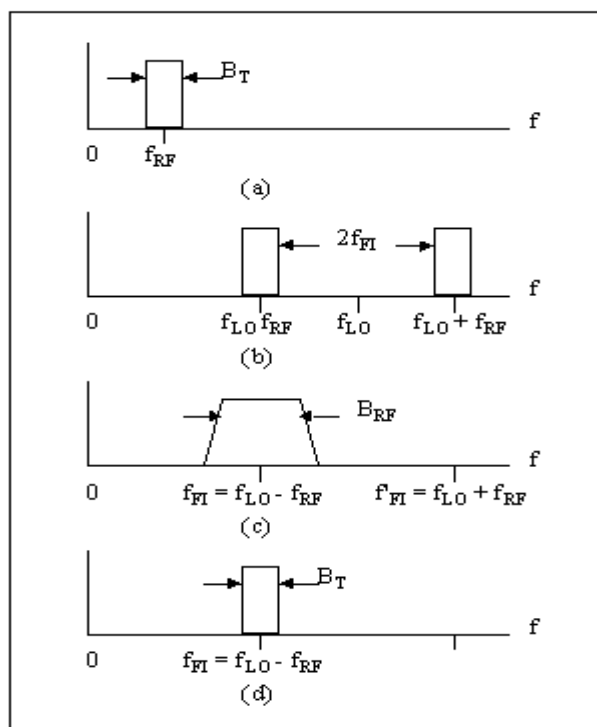 B_T
f
0
f_RF
(a)
2f_FI
f
0
f_LO f_RF
f_LO
f_LO + f_RF
(b)
B_RF
f
0
f_FI = f_LO - f_RF
f'_FI = f_LO + f_RF
(c)
B_T
f
0
f_FI = f_LO - f_RF
(d)